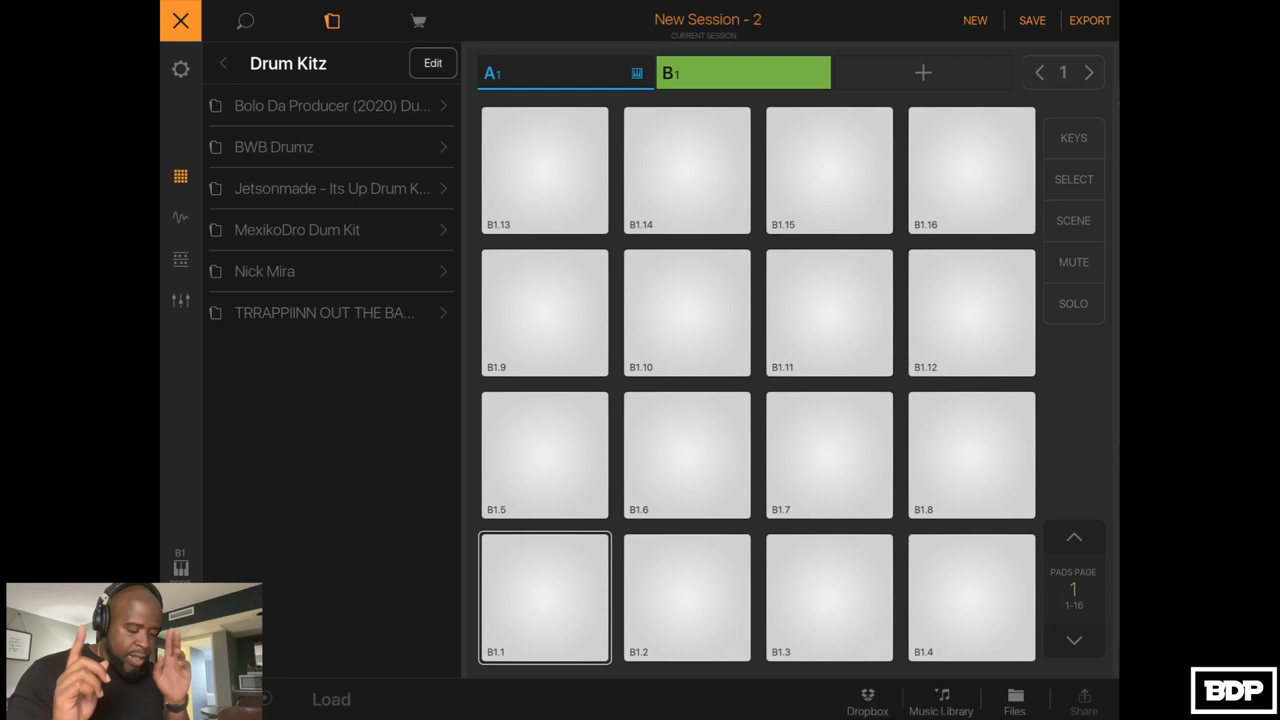 New Session - 2
CURRENT SESSION
NEW
SAVE
EXPORT
Drum Kitz
Edit
A1
B1
1
Bolo Da Producer (2020) Du...
BWB Drumz
Jetsonmade - Its Up Drum K...
MexikoDro Dum Kit
Nick Mira
TRRAPPIINN OUT THE BA...
B1.13
B1.14
B1.15
B1.16
B1.9
B1.10
B1.11
B1.12
B1.5
B1.6
B1.7
B1.8
B1.1
B1.2
B1.3
B1.4
KEYS
SELECT
SCENE
MUTE
SOLO
PADS PAGE
1
1-16
B1
Load
Dropbox
Music Library
Files
Share
BDP